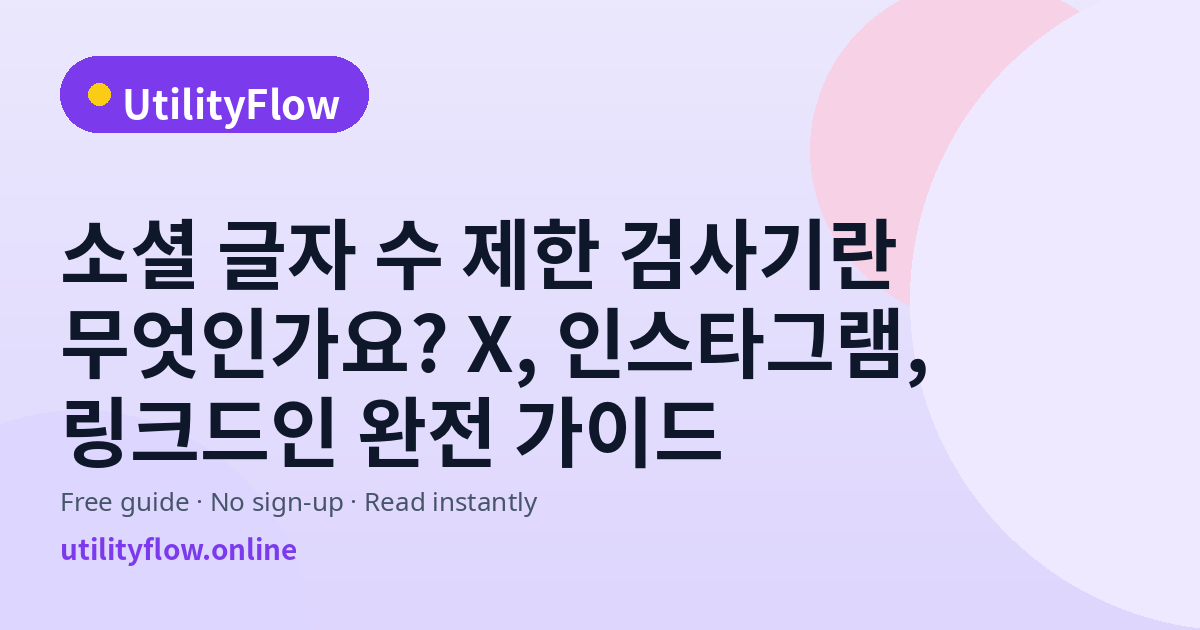 UtilityFlow
소셜 글자 수 제한 검사기란
무엇인가요? X, 인스타그램,
링크드인 완전 가이드
Free guide · No sign-up · Read instantly
utilityflow.online